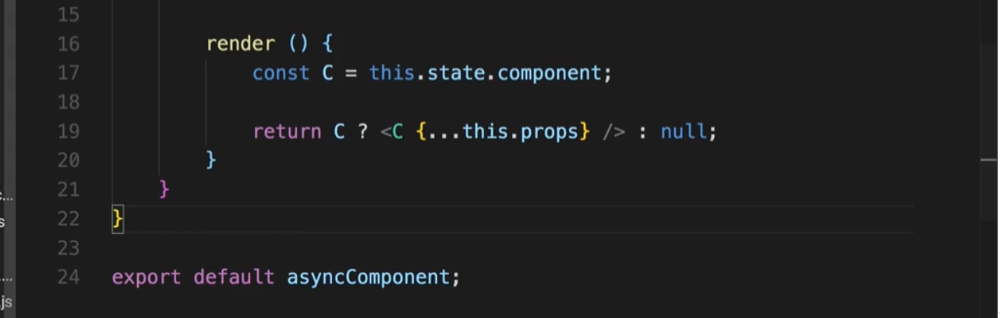 15
16 render () {
17 const C = this.state.component;
18
19 return C ? <C {...this.props} /> : null;
20 }
21 }
22 }
23
24 export default asyncComponent;
c...
s
...
.js